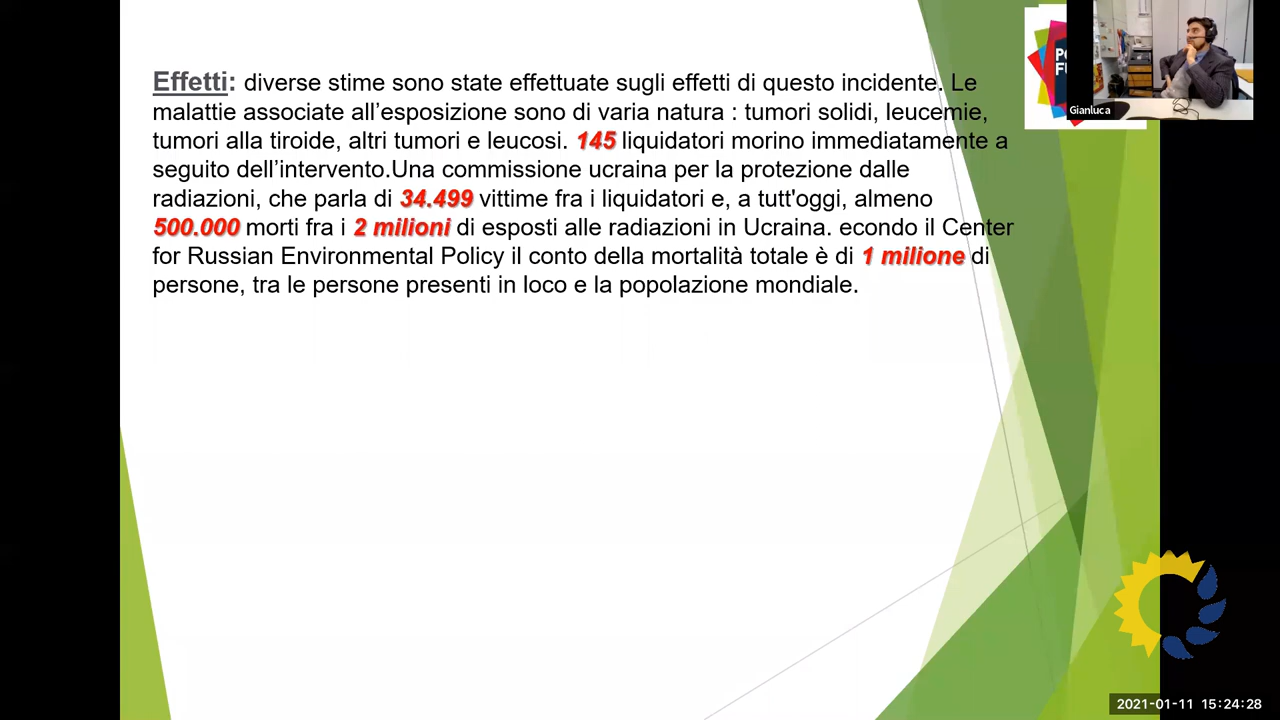 Effetti: diverse stime sono state effettuate sugli effetti di questo incidente. Le
malattie associate all’esposizione sono di varia natura : tumori solidi, leucemie,
tumori alla tiroide, altri tumori e leucosi. 145 liquidatori morino immediatamente a
seguito dell’intervento.Una commissione ucraina per la protezione dalle
radiazioni, che parla di 34.499 vittime fra i liquidatori e, a tutt'oggi, almeno
500.000 morti fra i 2 milioni di esposti alle radiazioni in Ucraina. econdo il Center
for Russian Environmental Policy il conto della mortalità totale è di 1 milione di
persone, tra le persone presenti in loco e la popolazione mondiale.
Gianluca
2021-01-11 15:24:28